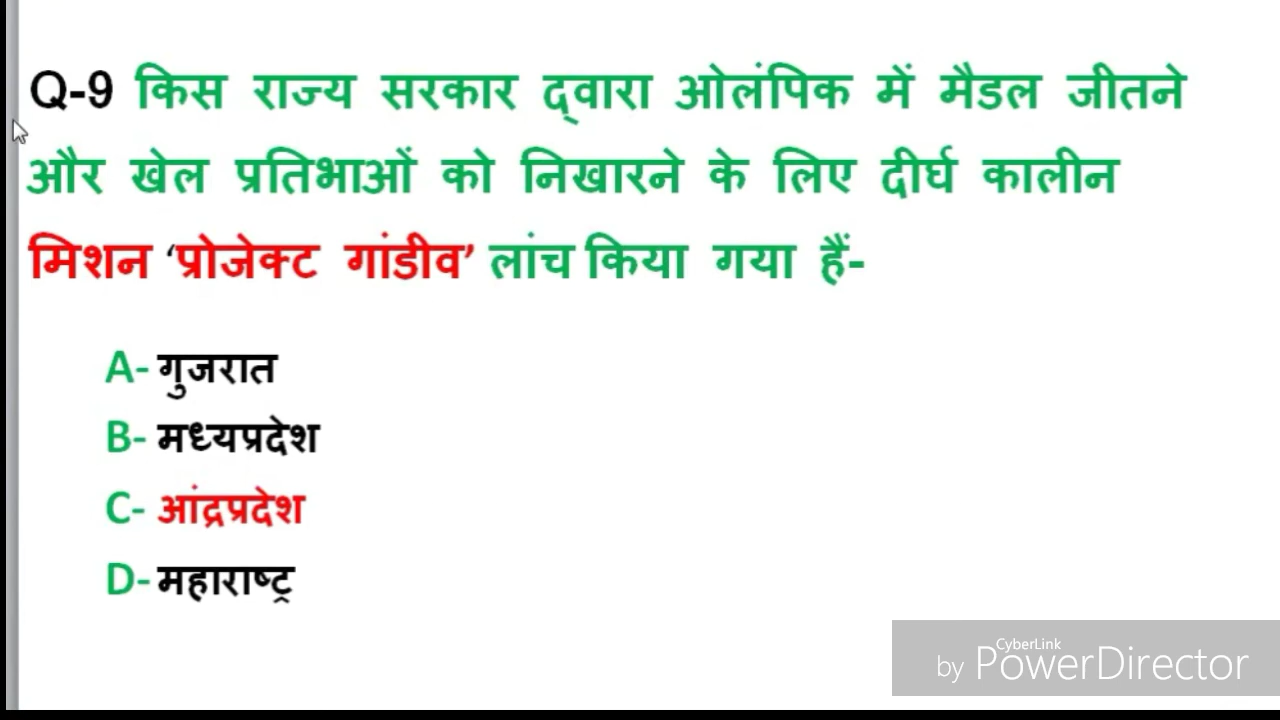 Q-9 किस राज्य सरकार द्वारा ओलंपिक में मैडल जीतने
और खेल प्रतिभाओं को निखारने के लिए दीर्घ कालीन
मिशन ‘प्रोजेक्ट गांडीव’ लांच किया गया हैं-
A- गुजरात
B- मध्यप्रदेश
C- आंद्रप्रदेश
D- महाराष्ट्र
CyberLink
by PowerDirector